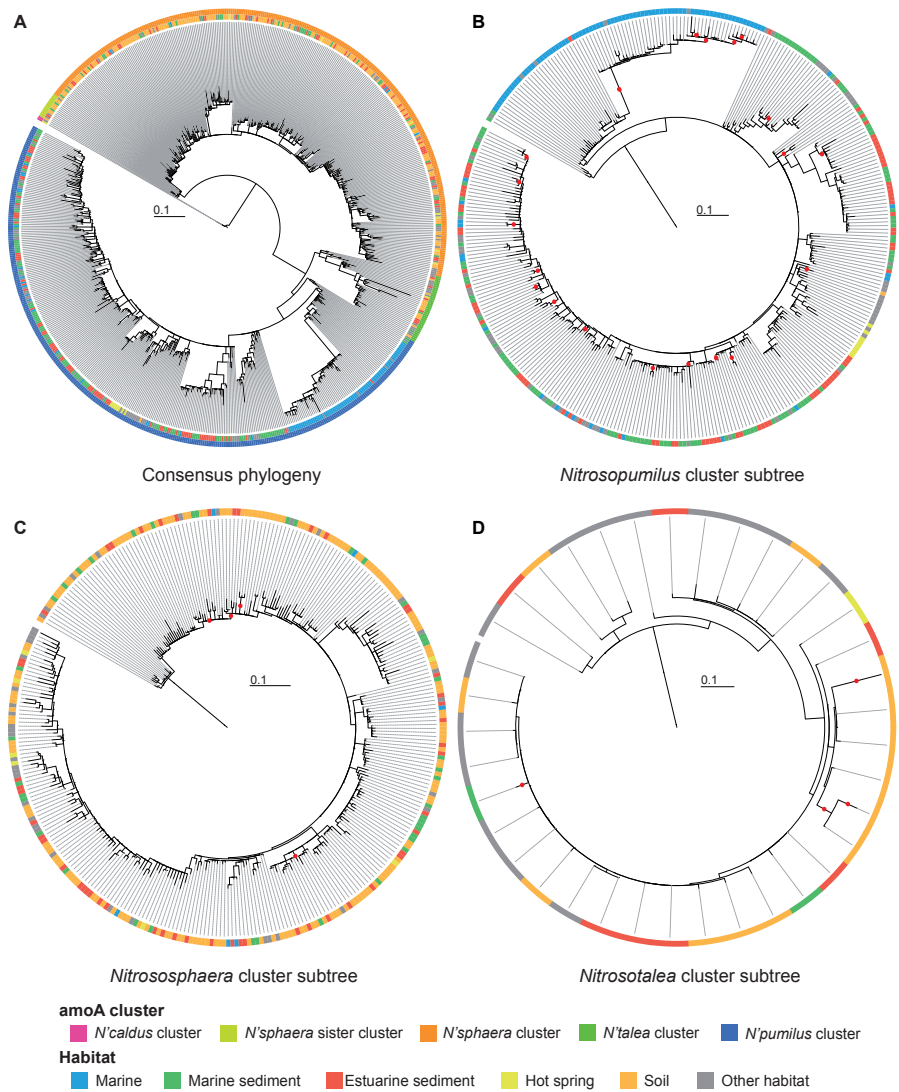 A
B
0.1
0.1
Consensus phylogeny
Nitrosopumilus cluster subtree
C
D
0.1
0.1
Nitrososphaera cluster subtree
Nitrosotalea cluster subtree
amoA cluster
N'caldus cluster N'sphaera sister cluster N'sphaera cluster N'talea cluster N'pumilus cluster
Habitat
Marine Marine sediment Estuarine sediment Hot spring Soil Other habitat